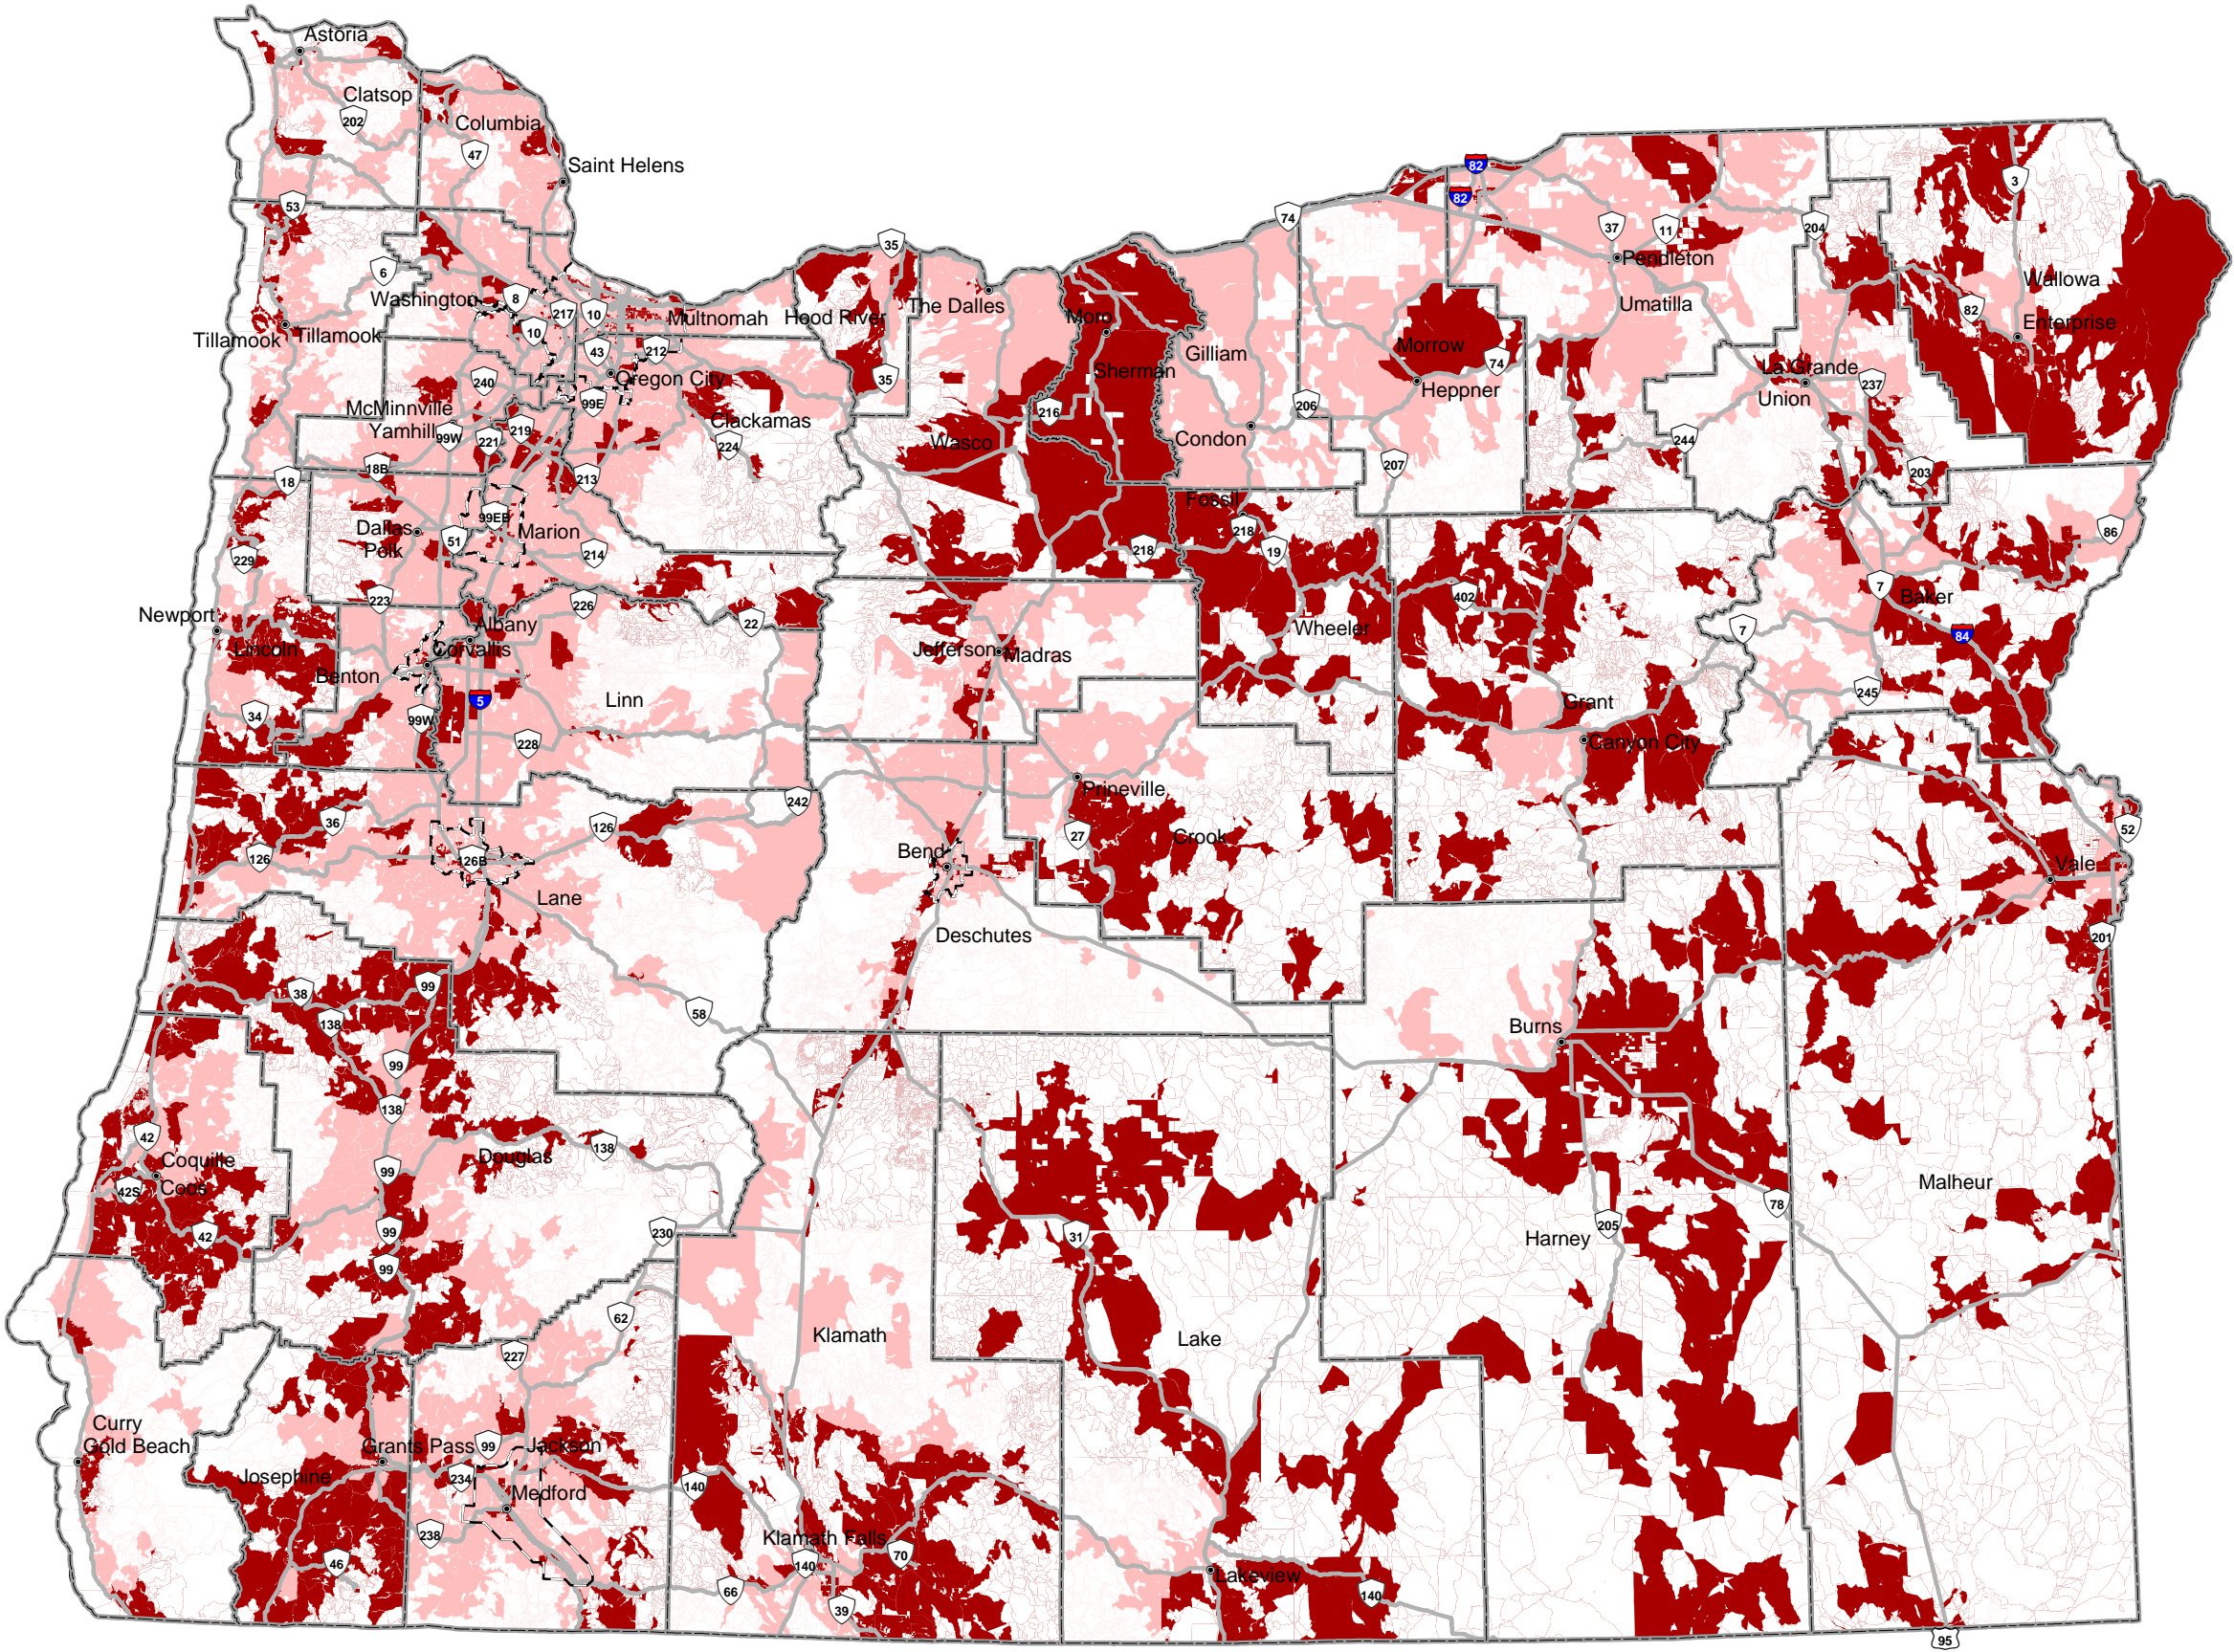 Astoria
Clatsop
202
Columbia
47
Saint Helens
53
6
Washington
8
217
10
10
Multnomah
Hood River
35
The Dalles
Tillamook
Tillamook
43
212
Oregon City
240
99E
35
McMinnville
Yamhill
99W
221
219
Clackamas
224
18B
18
213
99EB
Marion
Dallas
Polk
51
214
229
223
226
22
Newport
Albany
Lincoln
Corvallis
Benton
5
Linn
34
99W
228
242
36
126
126
126B
Lane
38
99
138
58
99
138
42
Coquille
Coos
42S
42
99
Douglas
138
99
99
230
62
227
Curry
Gold Beach
Grants Pass
99
Jackson
Josephine
234
Medford
238
46
66
140
140
Klamath Falls
70
39
Klamath
Moro
Sherman
216
Wasco
Gilliam
Condon
74
82
82
37
11
Pendleton
Umatilla
204
3
Wallowa
82
Enterprise
Morrow
74
Heppner
206
207
La Grande
237
Union
244
203
86
Fossil
218
218
19
402
Wheeler
7
7
Baker
84
245
Jefferson
Madras
Grant
Canyon City
Prineville
27
Crook
Bend
Deschutes
52
Vale
201
Burns
Malheur
78
Harney
205
31
Lake
Lakeview
140
95